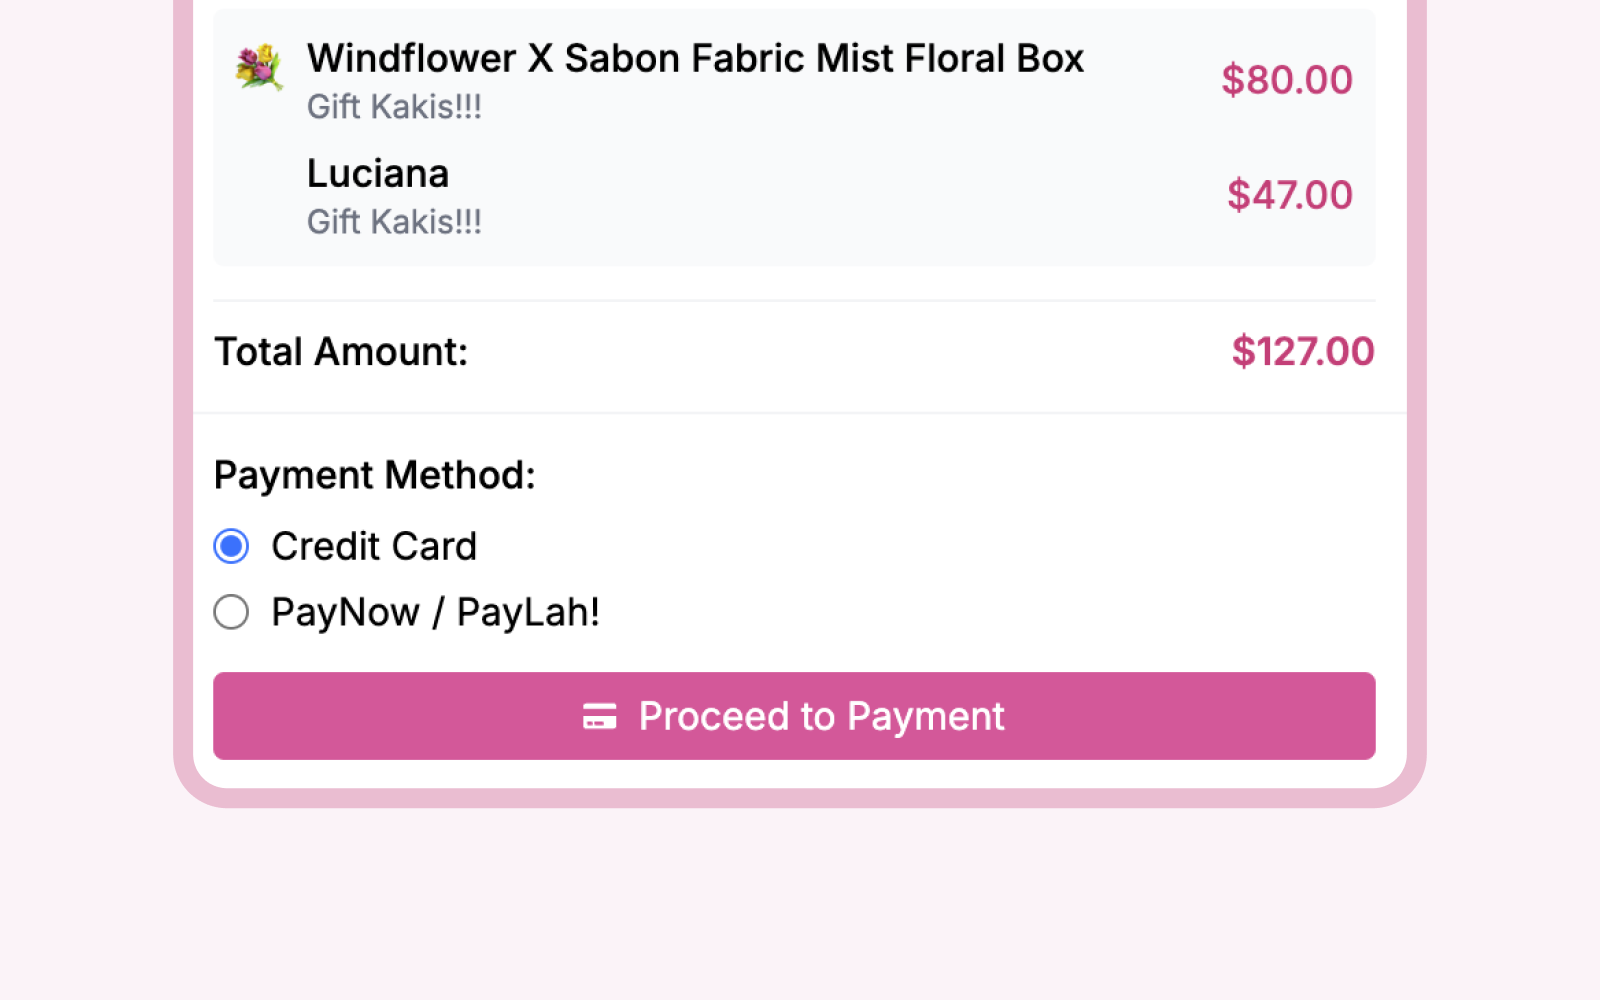 Windflower X Sabon Fabric Mist Floral Box
Gift Kakis!!!
$80.00
Luciana
Gift Kakis!!!
$47.00
Total Amount:
$127.00
Payment Method:
Credit Card
PayNow / PayLah!
Proceed to Payment